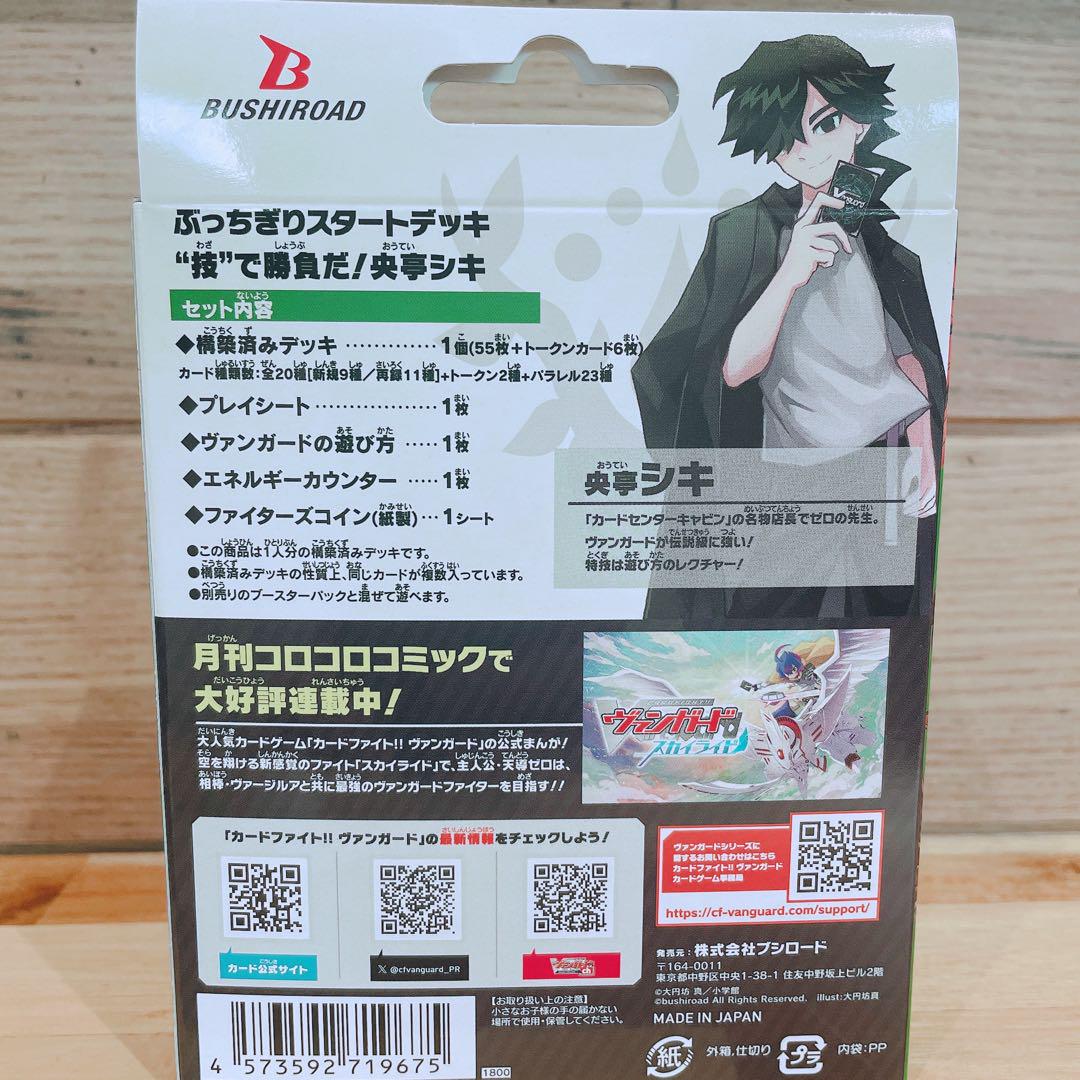 BUSHIROAD
ぶっちぎりスタートデッキ
“技”で勝負だ！央亭シキ
セット内容
◆構築済みデッキ ············· 1個(55枚+トークンカード6枚)
カード種類数：全20種[新規9種／再録11種]+トークン2種+パラレル23種
◆プレイシート ·················· 1枚
◆ヴァンガードの遊び方 ····· 1枚
◆エネルギーカウンター ····· 1枚
◆ファイターズコイン(紙製)··· 1シート
●この商品は1人分の構築済みデッキです。
●構築済みデッキの性質上、同じカードが複数入っています。
●別売りのブースターパックと混ぜて遊べます。
Vanguard
央亭シキ
「カードセンターキャビン」の名物店長でゼロの先生。
ヴァンガードが伝説級に強い！
特技は遊び方のレクチャー！
月刊コロコロコミックで
大好評連載中！
大人気カードゲーム「カードファイト!! ヴァンガード」の公式まんが！
空を翔ける新感覚のファイト「スカイライド」で、主人公・天導ゼロは、
相棒・ヴァージルアと共に最強のヴァンガードファイターを目指す!!
CARDFIGHT!!
ヴァンガード
スカイライド
「カードファイト!! ヴァンガード」の最新情報をチェックしよう！
カード公式サイト
X @cfvanguard_PR
ヴァンガードch
ヴァンガードシリーズに
関するお問い合わせはこちら
カードファイト!! ヴァンガード
カードゲーム事務局
https://cf-vanguard.com/support/
発売元：株式会社ブシロード
〒164-0011
東京都中野区中央1-38-1 住友中野坂上ビル2階
©大円坊 真／小学館
©bushiroad All Rights Reserved. illust:大円坊真
MADE IN JAPAN
【お取り扱い上の注意】
小さなお子様の手の届かない
場所で使用・保管してください。
4 573592 719675
1800
紙 外箱,仕切り プラ 内袋:PP